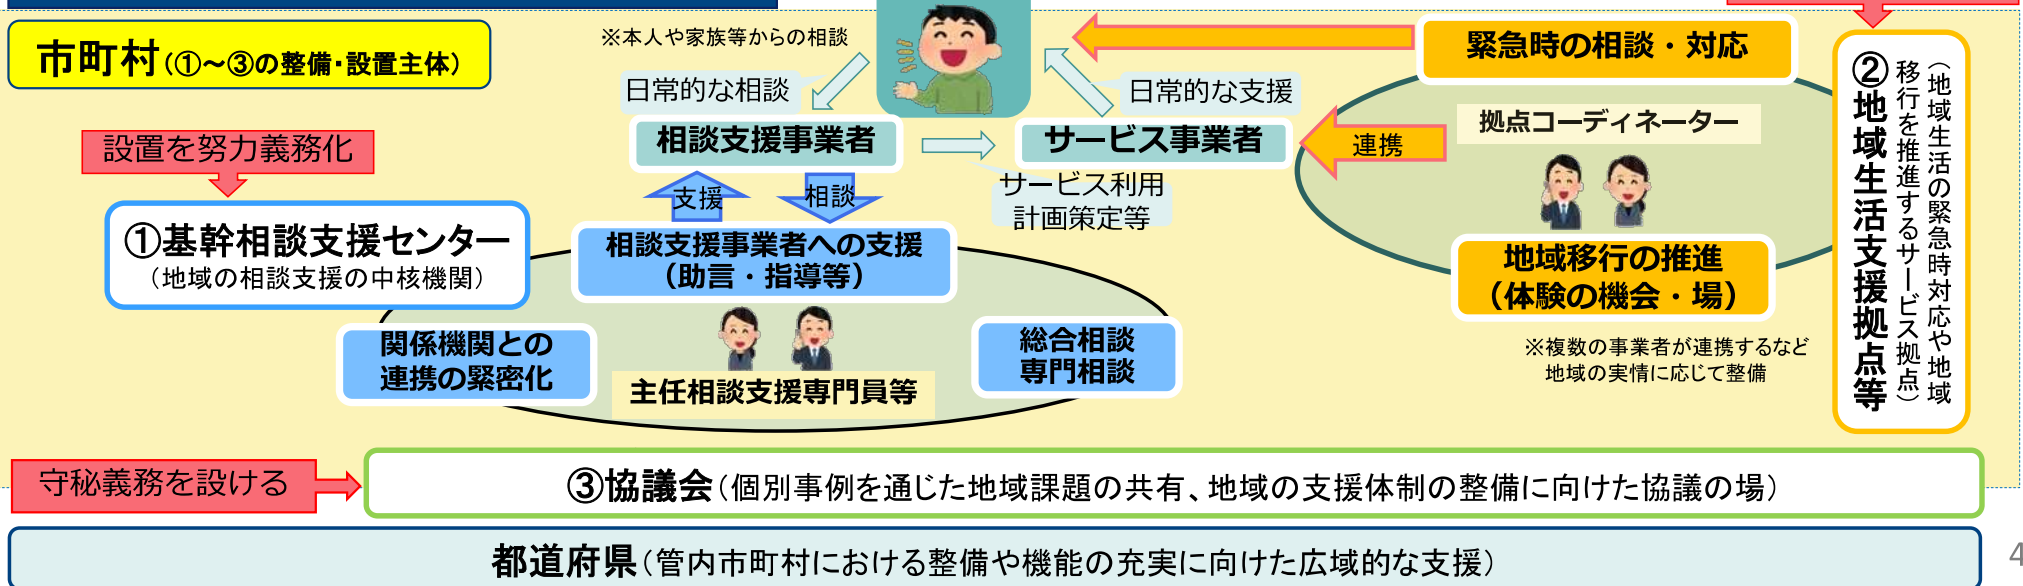 市町村(①～③の整備・設置主体)
※本人や家族等からの相談
日常的な相談
日常的な支援
緊急時の相談・対応
相談支援事業者
サービス事業者
連携
拠点コーディネーター
設置を努力義務化
支援
相談
サービス利用
計画策定等
①基幹相談支援センター
(地域の相談支援の中核機関)
相談支援事業者への支援
(助言・指導等)
地域移行の推進
(体験の機会・場)
②地域生活支援拠点等
(地域生活の緊急時対応や地域
移行を推進するサービス拠点)
関係機関との
連携の緊密化
総合相談
専門相談
主任相談支援専門員等
※複数の事業者が連携するなど
地域の実情に応じて整備
守秘義務を設ける
③協議会(個別事例を通じた地域課題の共有、地域の支援体制の整備に向けた協議の場)
都道府県(管内市町村における整備や機能の充実に向けた広域的な支援)
4